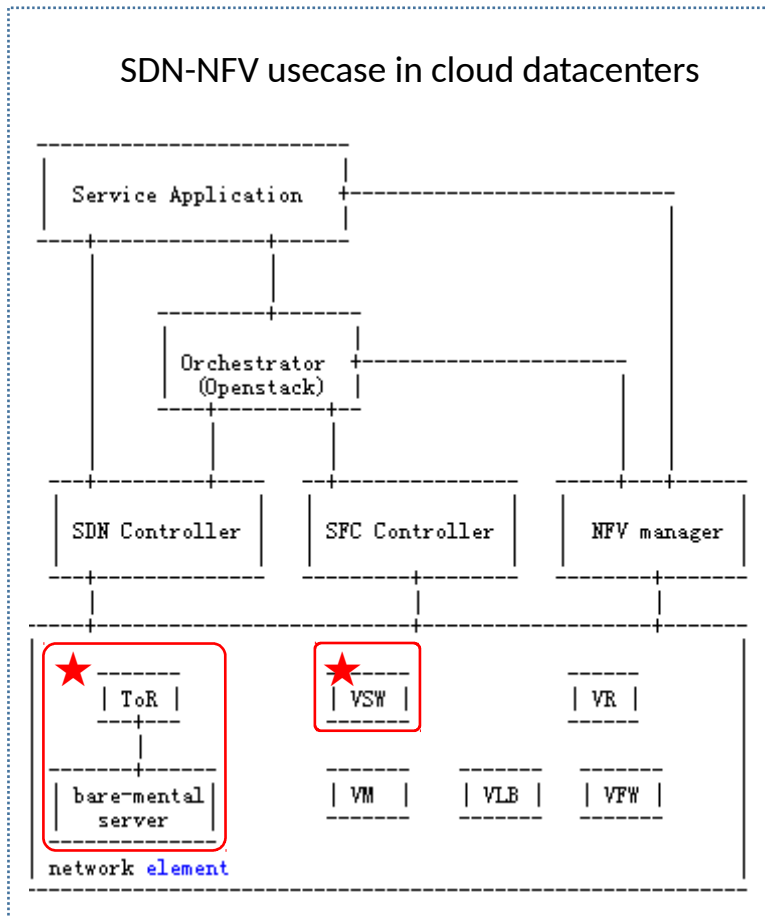 SDN-NFV usecase in cloud datacenters
Service Application
Orchestrator
(Openstack)
SDN Controller
SFC Controller
NFV manager
ToR
VSW
VR
bare-mental
server
VM
VLB
VFW
network element